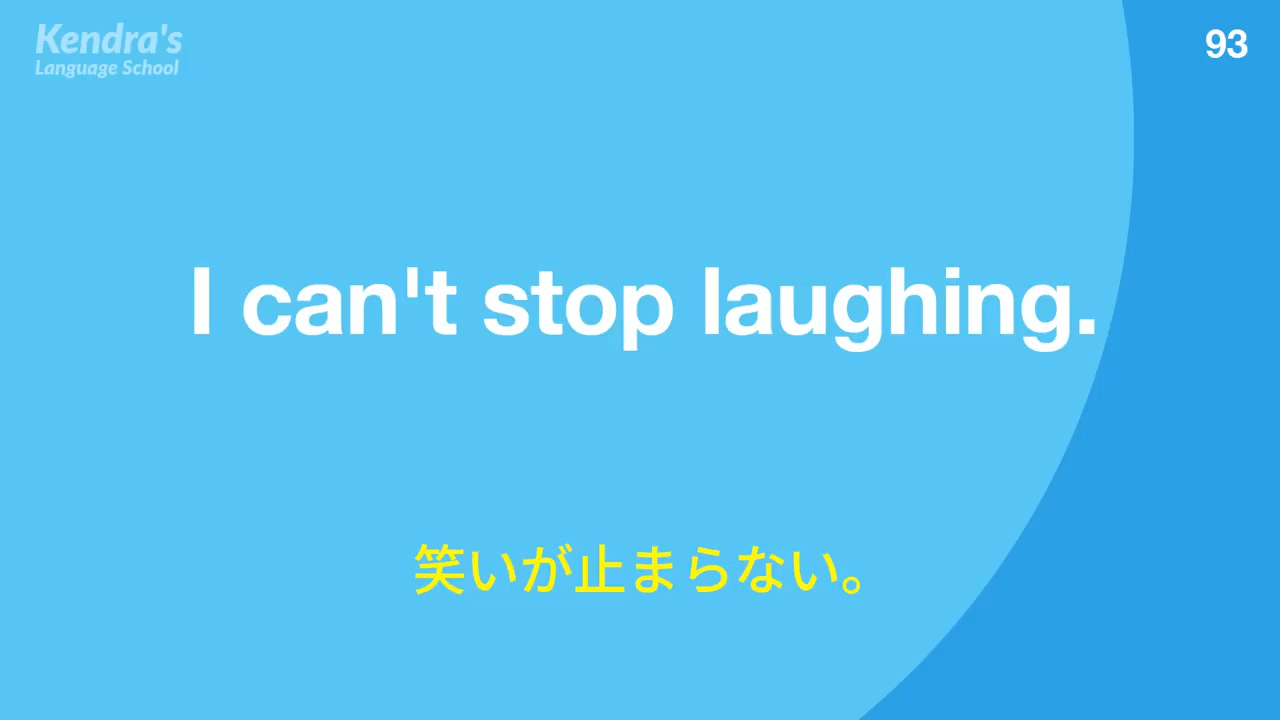 Kendra's
Language School
93
I can't stop laughing.
笑いが止まらない。